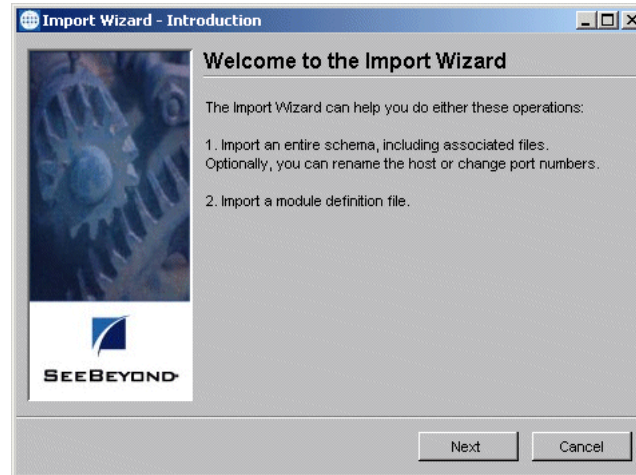 Import Wizard - Introduction
Welcome to the Import Wizard
The Import Wizard can help you do either these operations:
1. Import an entire schema, including associated files.
Optionally, you can rename the host or change port numbers.
2. Import a module definition file.
SEEBEYOND
Next
Cancel